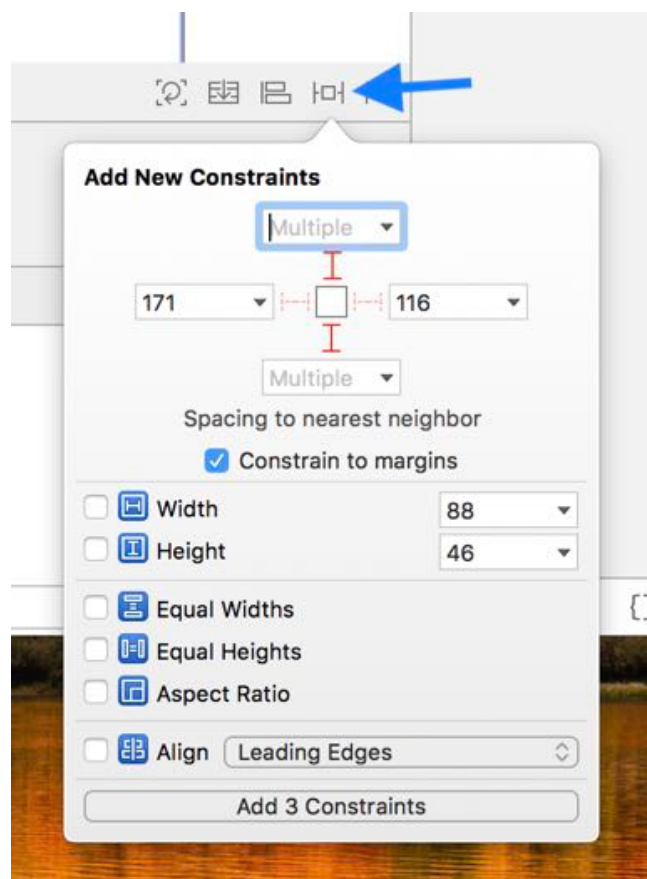 Add New Constraints
Multiple
171
116
Multiple
Spacing to nearest neighbor
Constrain to margins
Width 88
Height 46
Equal Widths
Equal Heights
Aspect Ratio
Align Leading Edges
Add 3 Constraints